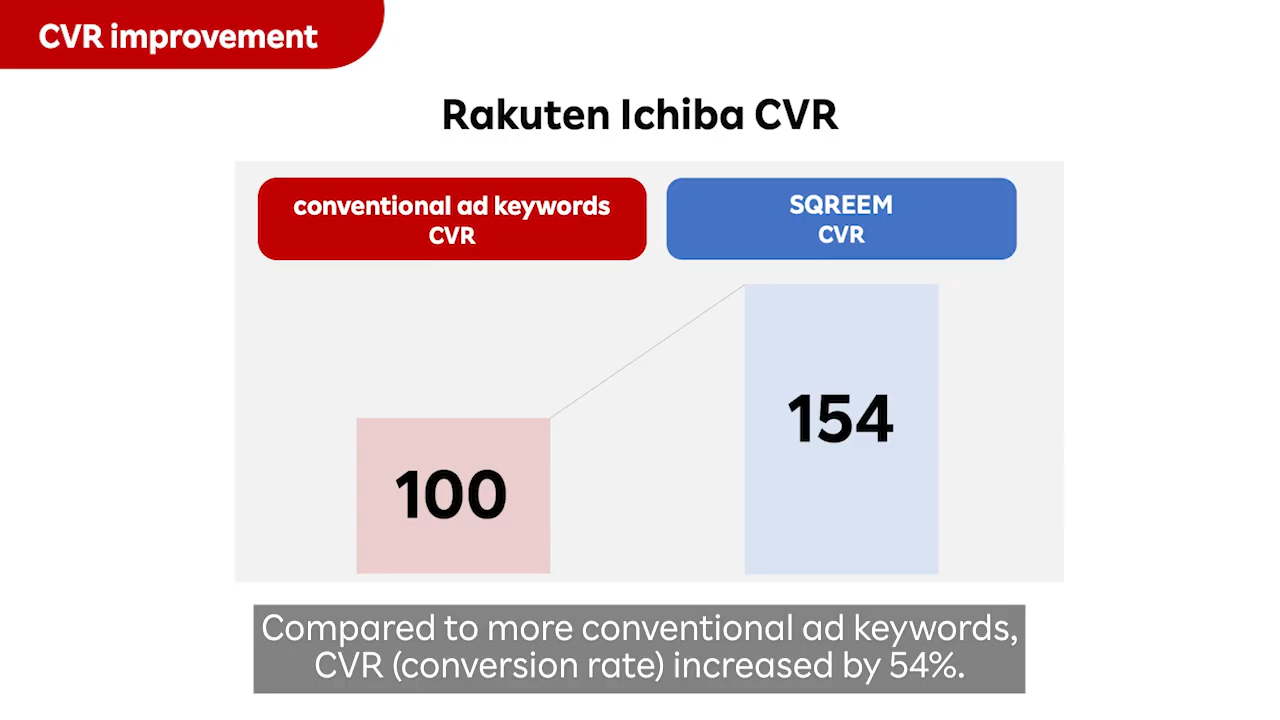 CVR improvement
Rakuten Ichiba CVR
conventional ad keywords
CVR
SQREEM
CVR
100
154
Compared to more conventional ad keywords,
CVR (conversion rate) increased by 54%.